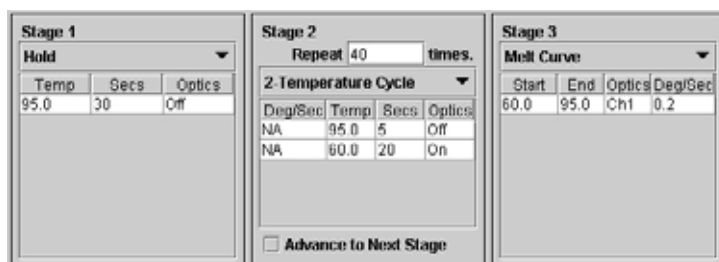 Stage 1
Hold
Temp Secs Optics
95.0 30 Off
Stage 2
Repeat 40 times.
2-Temperature Cycle
Deg/Sec Temp Secs Optics
NA 95.0 5 Off
NA 60.0 20 On
Advance to Next Stage
Stage 3
Melt Curve
Start End Optics Deg/Sec
60.0 95.0 Ch1 0.2